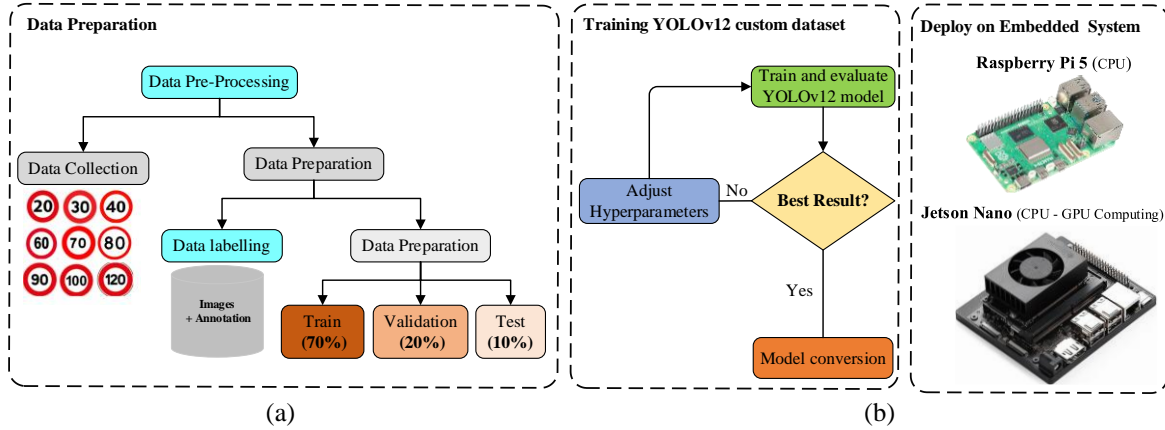 Data Preparation
Data Pre-Processing
Data Collection
Data Preparation
20 30 40
60 70 80
90 100 120
Data labelling
Data Preparation
Images
+ Annotation
Train
(70%)
Validation
(20%)
Test
(10%)
(a)
Training YOLOv12 custom dataset
Train and evaluate
YOLOv12 model
Adjust
Hyperparameters
No
Best Result?
Yes
Model conversion
Deploy on Embedded System
Raspberry Pi 5 (CPU)
Jetson Nano (CPU - GPU Computing)
(b)